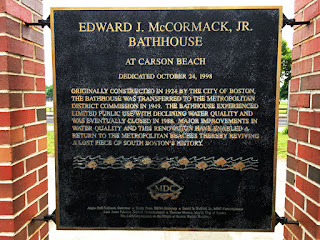 EDWARD J. McCORMACK, JR.
BATHHOUSE
AT CARSON BEACH
DEDICATED OCTOBER 24, 1998
ORIGINALLY CONSTRUCTED IN 1924 BY THE CITY OF BOSTON,
THE BATHHOUSE WAS TRANSFERRED TO THE METROPOLITAN
DISTRICT COMMISSION IN 1949. THE BATHHOUSE EXPERIENCED
LIMITED PUBLIC USE WITH DECLINING WATER QUALITY AND
WAS EVENTUALLY CLOSED IN 1988. MAJOR IMPROVEMENTS IN
WATER QUALITY AND THIS RENOVATION HAVE ENABLED A
RETURN TO THE METROPOLITAN BEACHES THEREBY REVIVING
A LOST PIECE OF SOUTH BOSTON'S HISTORY.
MDC